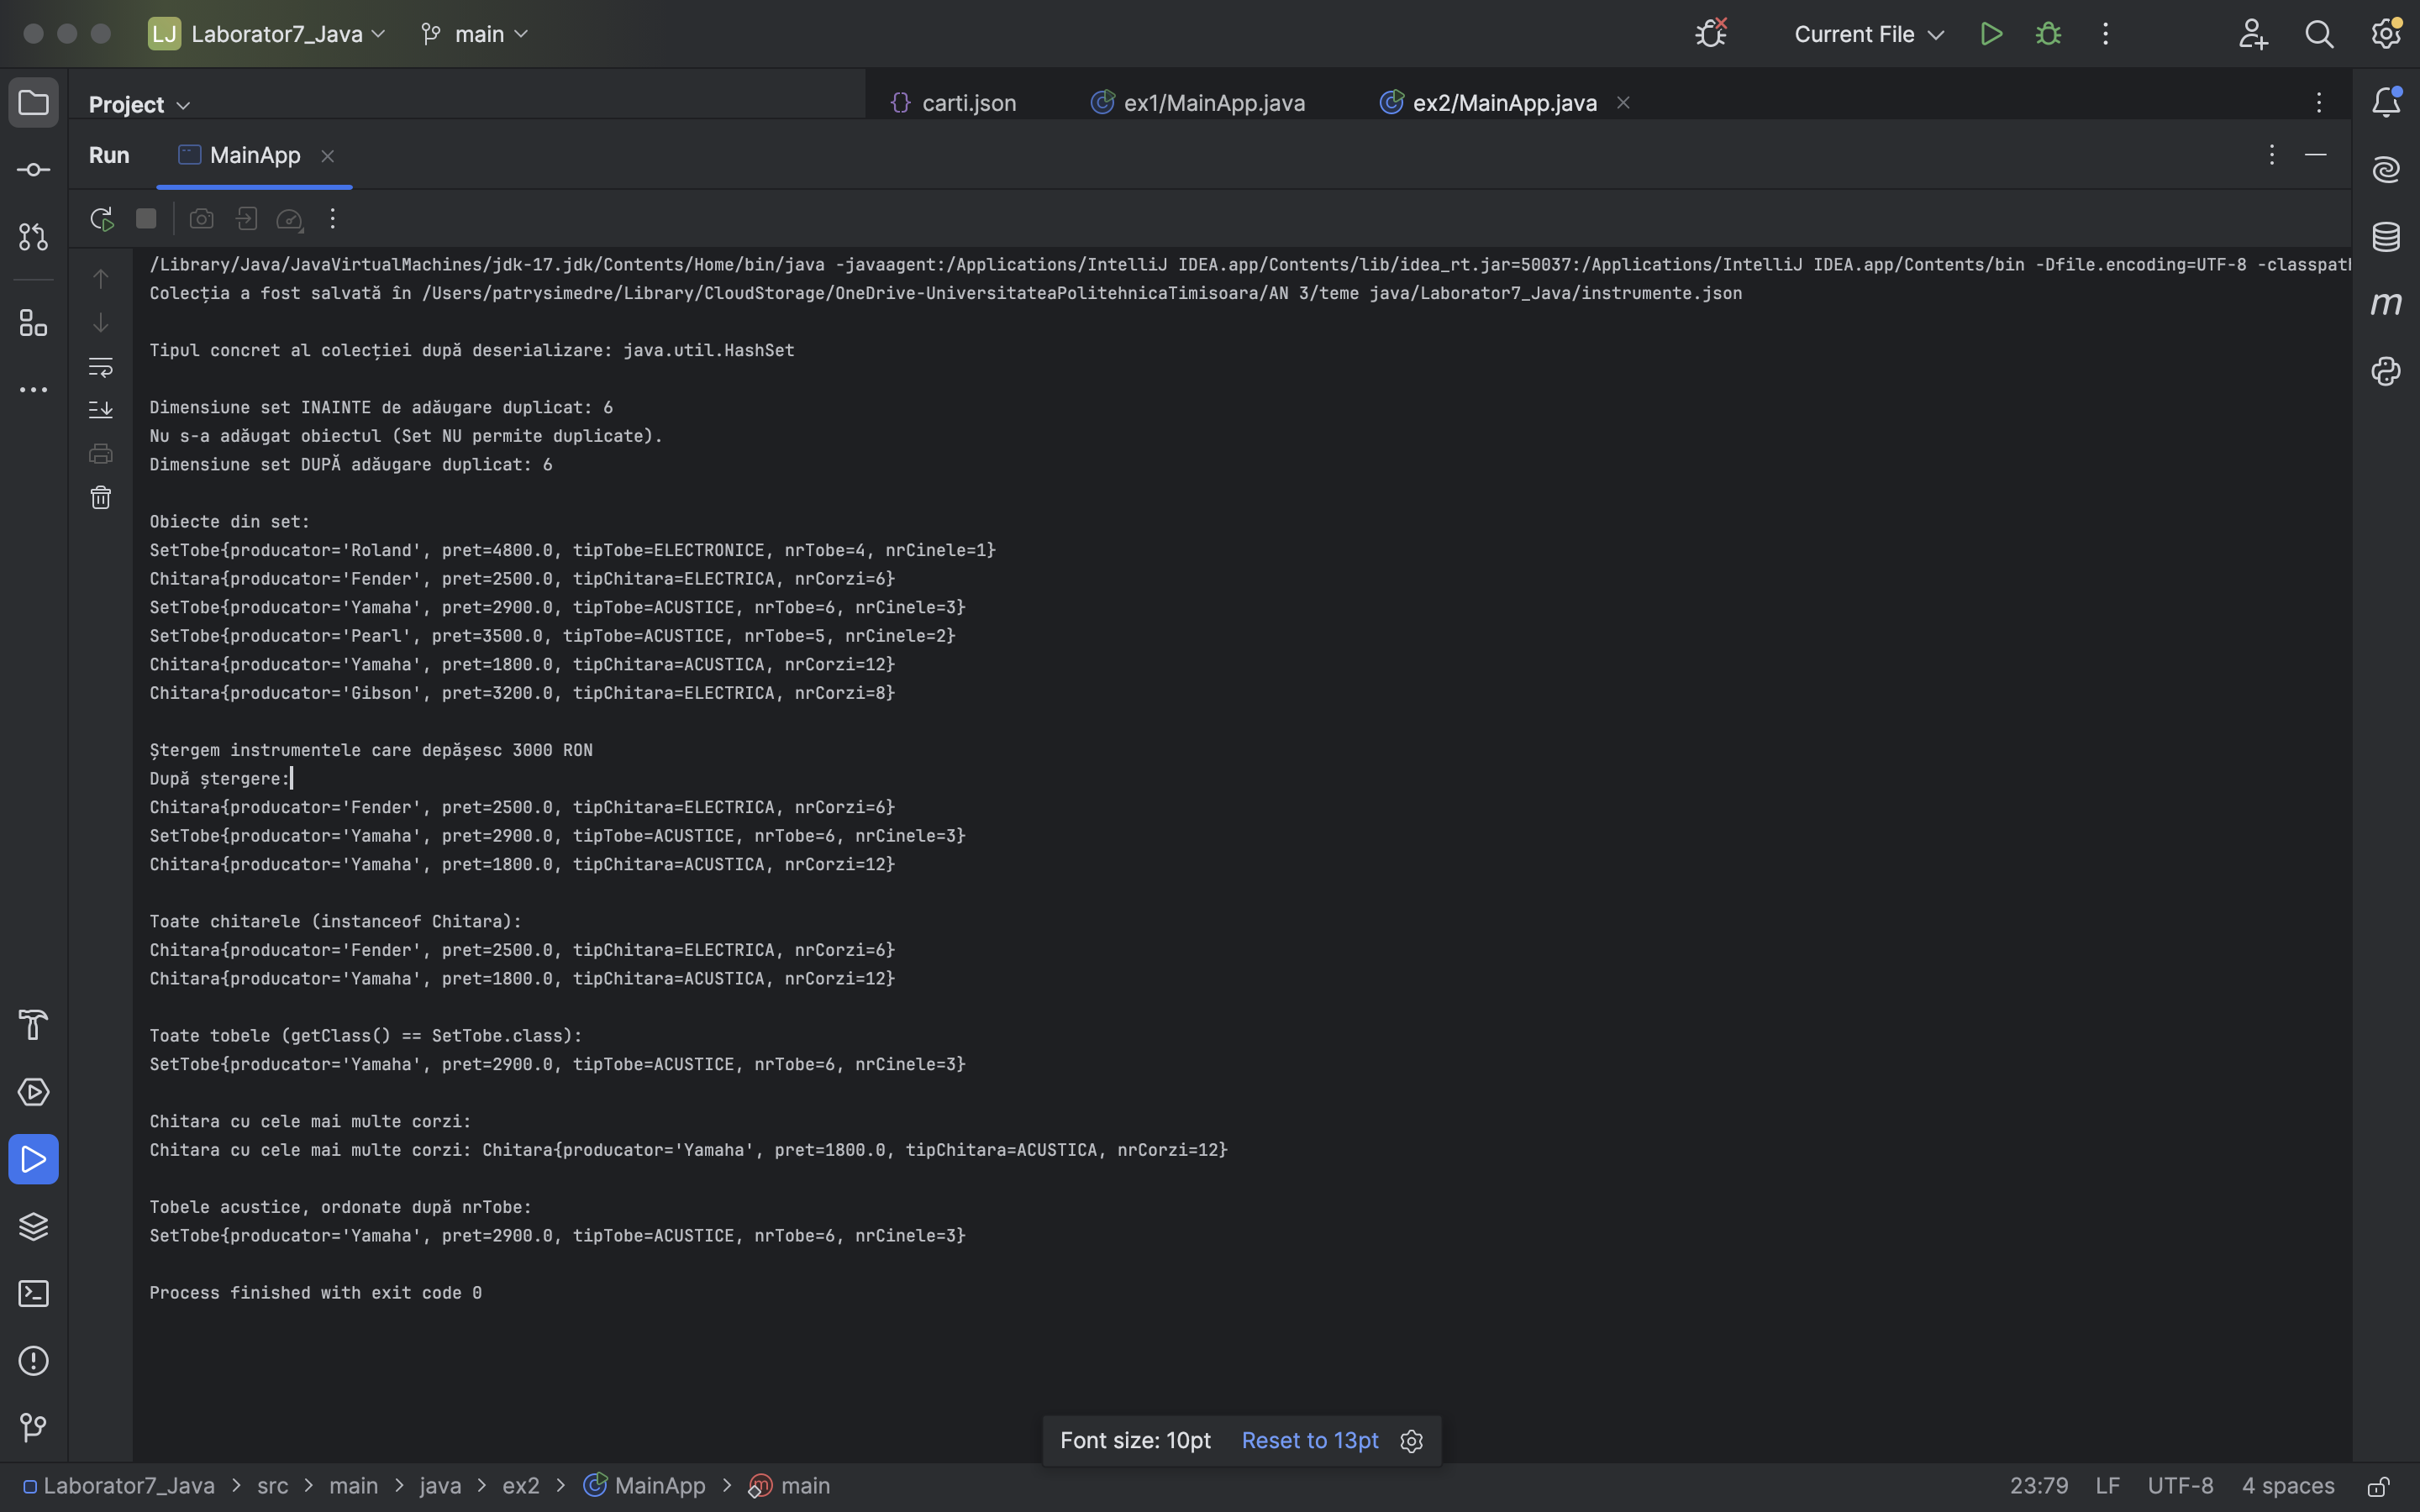 LJ Laborator7_Java main Current File
Project carti.json ex1/MainApp.java ex2/MainApp.java
Run MainApp
/Library/Java/JavaVirtualMachines/jdk-17.jdk/Contents/Home/bin/java -javaagent:/Applications/IntelliJ IDEA.app/Contents/lib/idea_rt.jar=50037:/Applications/IntelliJ IDEA.app/Contents/bin -Dfile.encoding=UTF-8 -classpath
Colecția a fost salvată în /Users/patrysimedre/Library/CloudStorage/OneDrive-UniversitateaPolitehnicaTimisoara/AN 3/teme java/Laborator7_Java/instrumente.json
Tipul concret al colecției după deserializare: java.util.HashSet
Dimensiune set INAINTE de adăugare duplicat: 6
Nu s-a adăugat obiectul (Set NU permite duplicate).
Dimensiune set DUPĂ adăugare duplicat: 6
Obiecte din set:
SetTobe{producator='Roland', pret=4800.0, tipTobe=ELECTRONICE, nrTobe=4, nrCinele=1}
Chitara{producator='Fender', pret=2500.0, tipChitara=ELECTRICA, nrCorzi=6}
SetTobe{producator='Yamaha', pret=2900.0, tipTobe=ACUSTICE, nrTobe=6, nrCinele=3}
SetTobe{producator='Pearl', pret=3500.0, tipTobe=ACUSTICE, nrTobe=5, nrCinele=2}
Chitara{producator='Yamaha', pret=1800.0, tipChitara=ACUSTICA, nrCorzi=12}
Chitara{producator='Gibson', pret=3200.0, tipChitara=ELECTRICA, nrCorzi=8}
Ștergem instrumentele care depășesc 3000 RON
După ștergere:
Chitara{producator='Fender', pret=2500.0, tipChitara=ELECTRICA, nrCorzi=6}
SetTobe{producator='Yamaha', pret=2900.0, tipTobe=ACUSTICE, nrTobe=6, nrCinele=3}
Chitara{producator='Yamaha', pret=1800.0, tipChitara=ACUSTICA, nrCorzi=12}
Toate chitarele (instanceof Chitara):
Chitara{producator='Fender', pret=2500.0, tipChitara=ELECTRICA, nrCorzi=6}
Chitara{producator='Yamaha', pret=1800.0, tipChitara=ACUSTICA, nrCorzi=12}
Toate tobele (getClass() == SetTobe.class):
SetTobe{producator='Yamaha', pret=2900.0, tipTobe=ACUSTICE, nrTobe=6, nrCinele=3}
Chitara cu cele mai multe corzi:
Chitara cu cele mai multe corzi: Chitara{producator='Yamaha', pret=1800.0, tipChitara=ACUSTICA, nrCorzi=12}
Tobele acustice, ordonate după nrTobe:
SetTobe{producator='Yamaha', pret=2900.0, tipTobe=ACUSTICE, nrTobe=6, nrCinele=3}
Process finished with exit code 0
Font size: 10pt Reset to 13pt
Laborator7_Java > src > main > java > ex2 > MainApp > main 23:79 LF UTF-8 4 spaces